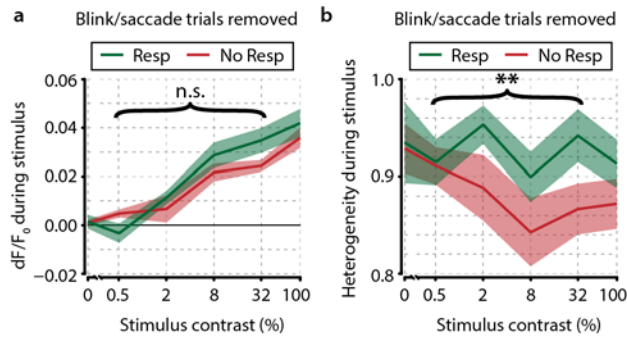 a
Blink/saccade trials removed
Resp
No Resp
n.s.
dF/F0 during stimulus
0.06
0.04
0.02
0.00
−0.02
0
0.5
2
8
32
100
Stimulus contrast (%)
b
Blink/saccade trials removed
Resp
No Resp
**
Heterogeneity during stimulus
1.0
0.9
0.8
0
0.5
2
8
32
100
Stimulus contrast (%)